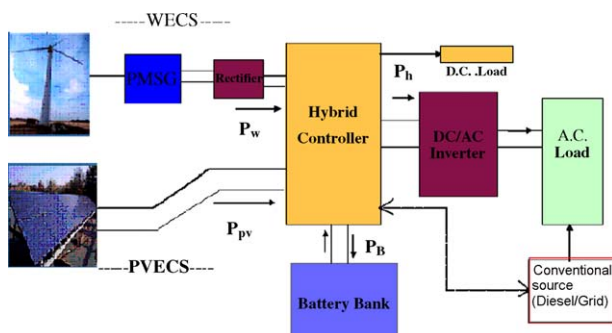 ----- WECS -----
PMSG
Rectifier
Pw
Hybrid
Controller
Ph
D.C. .Load
DC/AC
Inverter
A.C.
Load
Ppv
-----PVECS-----
PB
Battery Bank
Conventional
source
(Diesel/Grid)